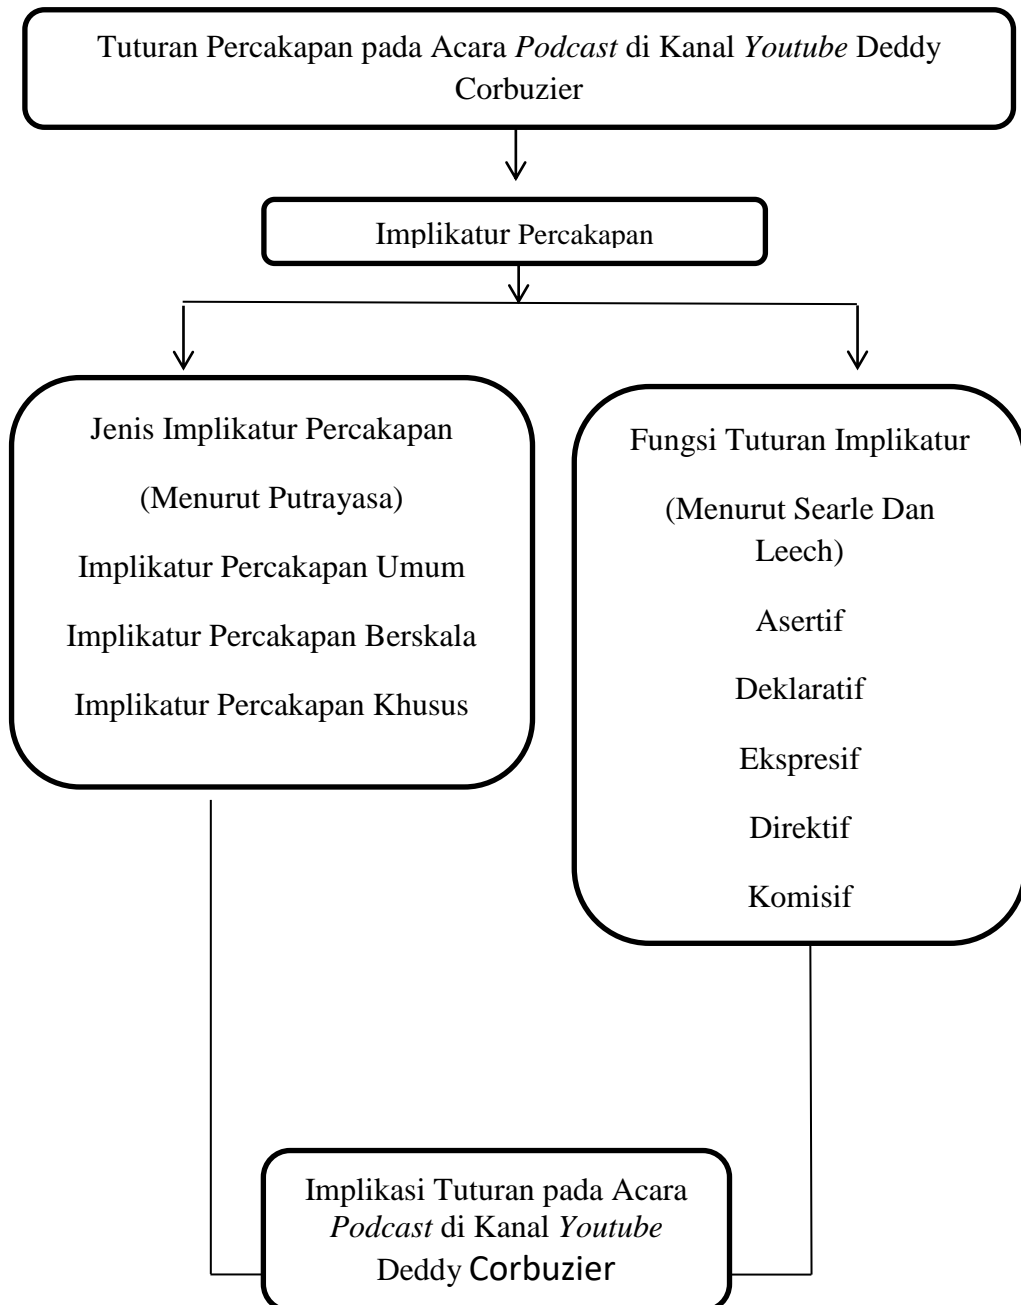 Tuturan Percakapan pada Acara Podcast di Kanal Youtube Deddy
Corbuzier
Implikatur Percakapan
Jenis Implikatur Percakapan
(Menurut Putrayasa)
Implikatur Percakapan Umum
Implikatur Percakapan Berskala
Implikatur Percakapan Khusus
Fungsi Tuturan Implikatur
(Menurut Searle Dan
Leech)
Asertif
Deklaratif
Ekspresif
Direktif
Komisif
Implikasi Tuturan pada Acara
Podcast di Kanal Youtube
Deddy Corbuzier